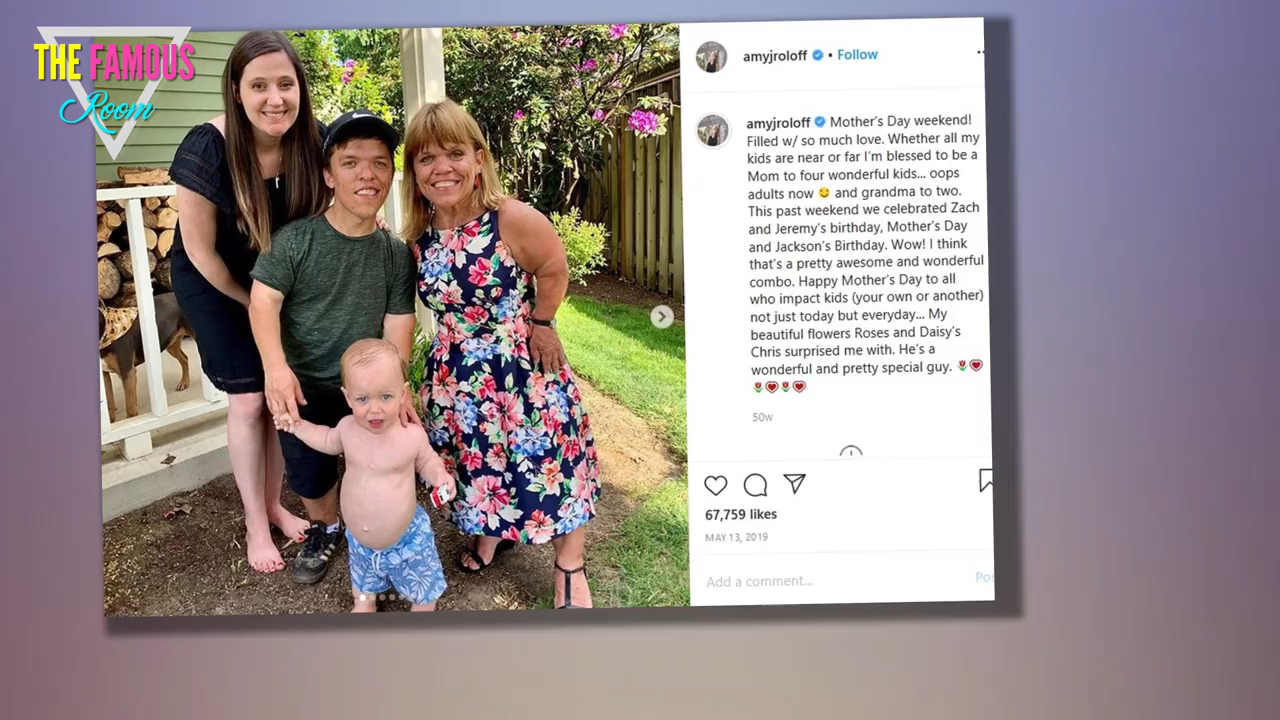 THE FAMOUS
Room
amyjroloff • Follow
amyjroloff Mother's Day weekend!
Filled w/ so much love. Whether all my
kids are near or far I'm blessed to be a
Mom to four wonderful kids... oops
adults now 😉 and grandma to two.
This past weekend we celebrated Zach
and Jeremy's birthday, Mother's Day
and Jackson's Birthday. Wow! I think
that's a pretty awesome and wonderful
combo. Happy Mother's Day to all
who impact kids (your own or another)
not just today but everyday... My
beautiful flowers Roses and Daisy's
Chris surprised me with. He's a
wonderful and pretty special guy. 🌷❤️
🌷❤️🌷❤️
50w
67,759 likes
MAY 13, 2019
Add a comment...